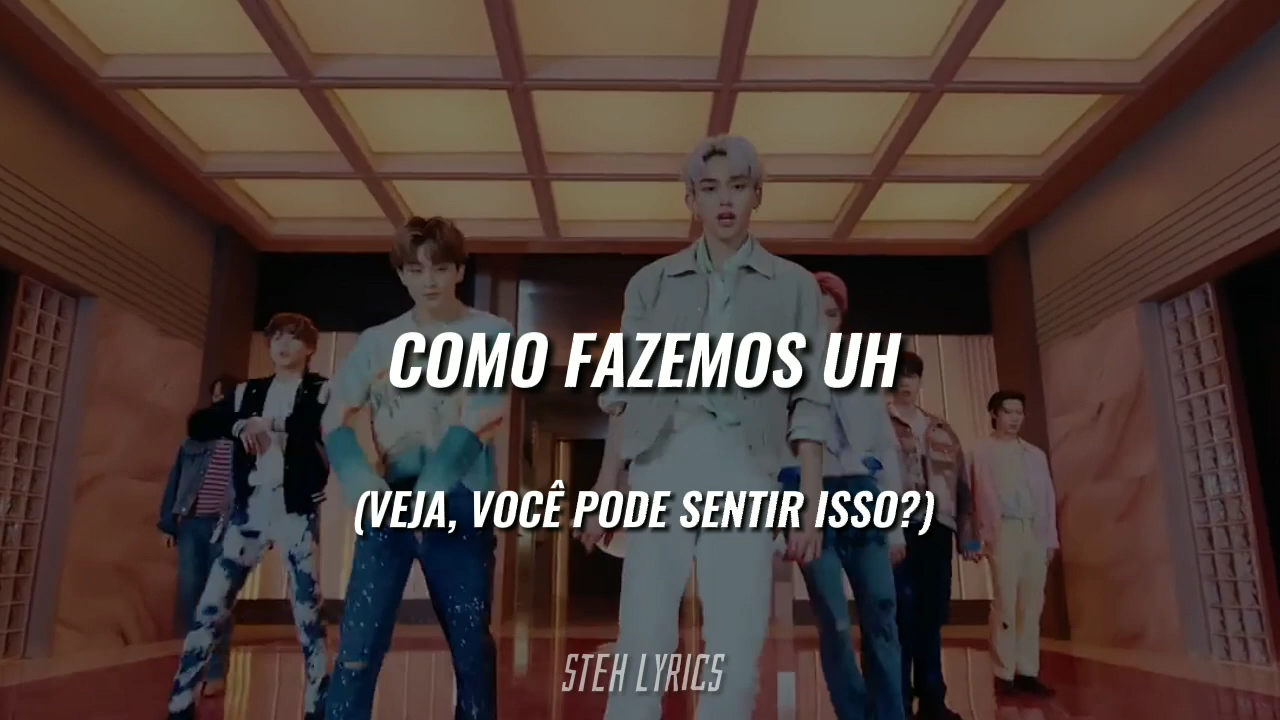 COMO FAZEMOS UH
(VEJA, VOCÊ PODE SENTIR ISSO?)
STEH LYRICS